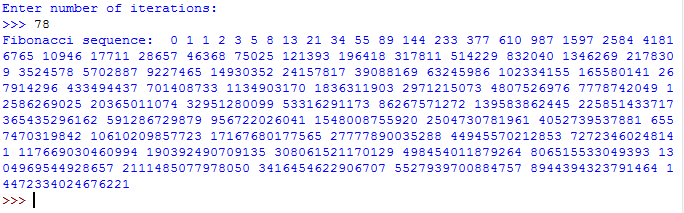 Enter number of iterations:
>>> 78
Fibonacci sequence:  0 1 1 2 3 5 8 13 21 34 55 89 144 233 377 610 987 1597 2584 4181
6765 10946 17711 28657 46368 75025 121393 196418 317811 514229 832040 1346269 217830
9 3524578 5702887 9227465 14930352 24157817 39088169 63245986 102334155 165580141 26
7914296 433494437 701408733 1134903170 1836311903 2971215073 4807526976 7778742049 1
2586269025 20365011074 32951280099 53316291173 86267571272 139583862445 225851433717
365435296162 591286729879 956722026041 1548008755920 2504730781961 4052739537881 655
7470319842 10610209857723 17167680177565 27777890035288 44945570212853 7272346024814
1 117669030460994 190392490709135 308061521170129 498454011879264 806515533049393 13
04969544928657 2111485077978050 3416454622906707 5527939700884757 8944394323791464 1
4472334024676221
>>>